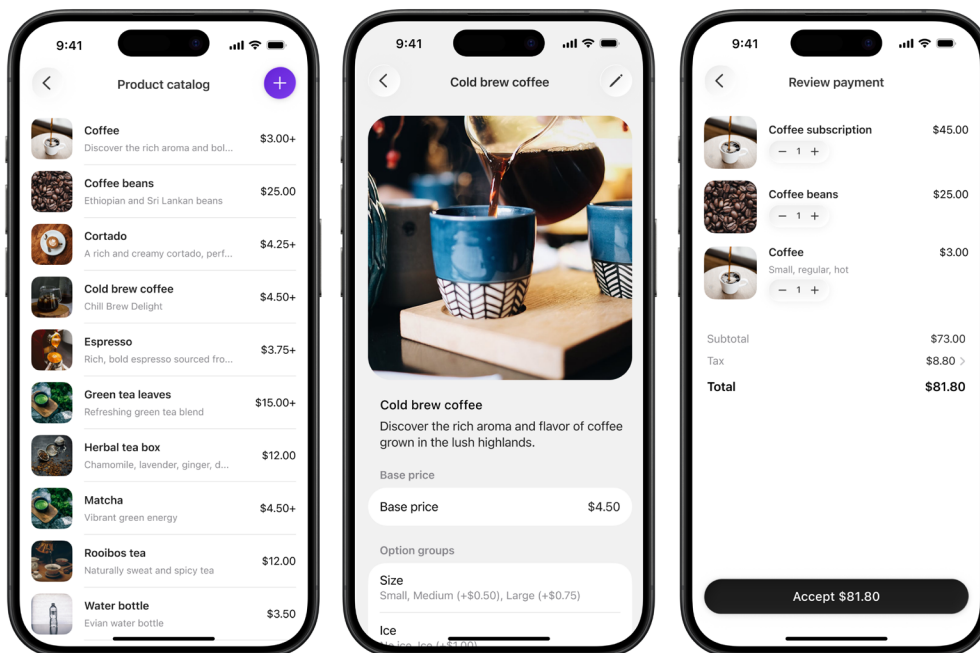 9:41
Product catalog
Coffee
Discover the rich aroma and bol...
$3.00+
Coffee beans
Ethiopian and Sri Lankan beans
$25.00
Cortado
A rich and creamy cortado, perf...
$4.25+
Cold brew coffee
Chill Brew Delight
$4.50+
Espresso
Rich, bold espresso sourced fro...
$3.75+
Green tea leaves
Refreshing green tea blend
$15.00+
Herbal tea box
Chamomile, lavender, ginger, d...
$12.00
Matcha
Vibrant green energy
$4.50+
Rooibos tea
Naturally sweat and spicy tea
$12.00
Water bottle
Evian water bottle
$3.50
9:41
Cold brew coffee
Cold brew coffee
Discover the rich aroma and flavor of coffee
grown in the lush highlands.
Base price
Base price $4.50
Option groups
Size
Small, Medium (+$0.50), Large (+$0.75)
Ice
No ice, Ice (+$1.00)
9:41
Review payment
Coffee subscription $45.00
− 1 +
Coffee beans $25.00
− 1 +
Coffee $3.00
Small, regular, hot
− 1 +
Subtotal $73.00
Tax $8.80
Total $81.80
Accept $81.80